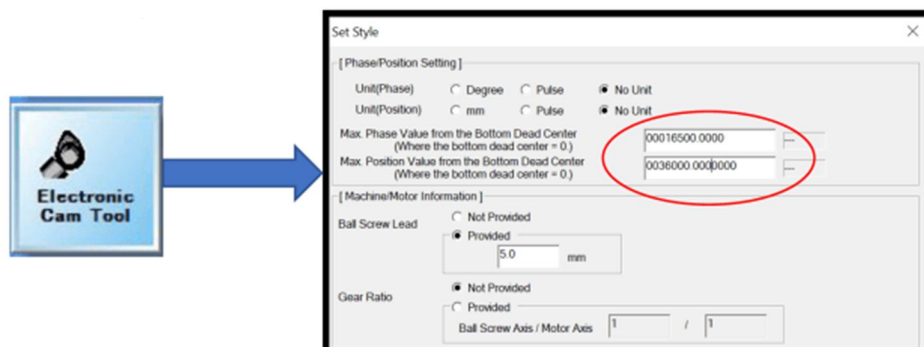 Electronic
Cam Tool
Set Style
[ Phase/Position Setting ]
Unit(Phase) Degree Pulse No Unit
Unit(Position) mm Pulse No Unit
Max. Phase Value from the Bottom Dead Center
(Where the bottom dead center = 0.)
00016500.0000 ...
Max. Position Value from the Bottom Dead Center
(Where the bottom dead center = 0.)
0036000.0000000 ...
[ Machine/Motor Information ]
Ball Screw Lead
Not Provided
Provided
5.0 mm
Gear Ratio
Not Provided
Provided
Ball Screw Axis / Motor Axis 1 / 1